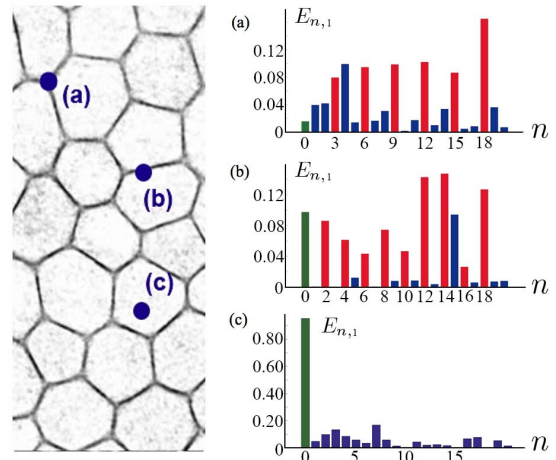 (a)
(b)
(c)
(a) E_{n,1}
0.12
0.08
0.04
0
0 3 6 9 12 15 18 n
(b) E_{n,1}
0.12
0.08
0.04
0
0 2 4 6 8 10 12 14 16 18 n
(c) E_{n,1}
0.80
0.60
0.40
0.20
0
0 5 10 15 n